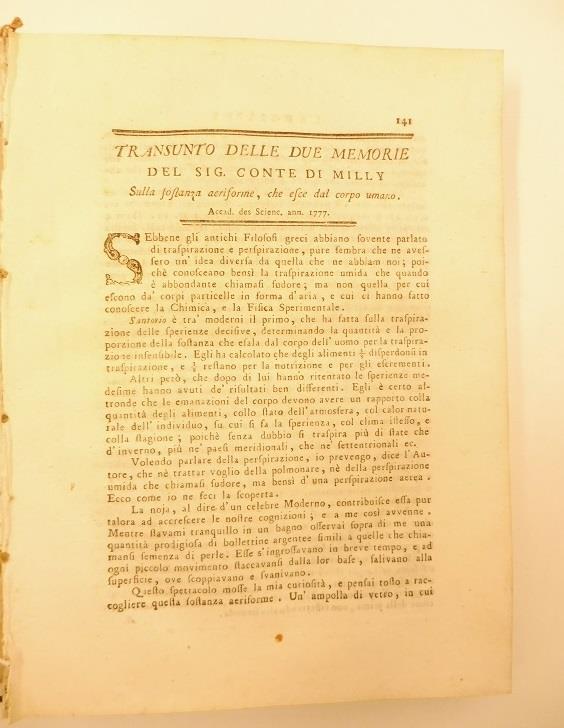 141
TRANSUNTO DELLE DUE MEMORIE
DEL SIG. CONTE DI MILLY
Sulla ſoſtanza aeriforme, che eſce dal corpo umano.
Accad. des Scienc. ann. 1777.
SEbbene gli antichi Filoſofi greci abbiano ſovente parlato
di traſpirazione e perſpirazione, pure ſembra che ne aveſ-
ſero un' idea diverſa da quella che ne abbiam noi; poi-
chè conoſceano bensì la traſpirazione umida che quando
è abbondante chiamaſi ſudore; ma non quella per cui
eſcono da' corpi particelle in forma d'aria, e cui ci hanno fatto
conoſcere la Chimica, e la Fiſica Sperimentale.
Santorio è tra' moderni il primo, che ha fatta ſulla traſpira-
zione delle ſperienze deciſive, determinando la quantità e la pro-
porzione della ſoſtanza che eſala dal corpo dell'uomo per la traſpira-
zione inſenſibile. Egli ha calcolato che degli alimenti diſperdonſi in
traſpirazione, e reſtano per la nutrizione e per gli eſcrementi.
Altri però, che dopo di lui hanno ritentato le ſperienze me-
deſime hanno avuti de' riſultati ben differenti. Egli è certo al-
tronde che le emanazioni del corpo devono avere un rapporto colla
quantità degli alimenti, collo ſtato dell'atmosfera, col calor natu-
rale dell' individuo, ſu cui ſi fa la ſperienza, col clima iſteſſo, e
colla ſtagione; poichè ſenza dubbio ſi traſpira più di ſtate che
d'inverno, più ne' paeſi meridionali, che ne' ſettentrionali ec.
Volendo parlare della perſpirazione, io prevengo, dice l'Au-
tore, che nè trattar voglio della polmonare, nè della perſpirazione
umida che chiamaſi ſudore, ma bensì d'una perſpirazione aerea.
Ecco come io ne feci la scoperta.
La noja, al dire d'un celebre Moderno, contribuiſce eſſa pur
talora ad accreſcere le noſtre cognizioni; e a me così avvenne.
Mentre ſtavami tranquillo in un bagno oſſervai sopra di me una
quantità prodigioſa di bollettine argentee ſimili a quelle che chia-
manſi ſemenza di perle. Eſſe s'ingroſſavano in breve tempo, e ad
ogni piccolo movimento ſtaccavanſi dalla lor baſe, ſalivano alla
ſuperficie, ove ſcoppiavano e ſvanivano.
Queſto ſpettacolo moſſe la mia curioſità, e penſai toſto a rac-
cogliere queſta ſoſtanza aeriforme. Un' ampolla di vetro, in cui